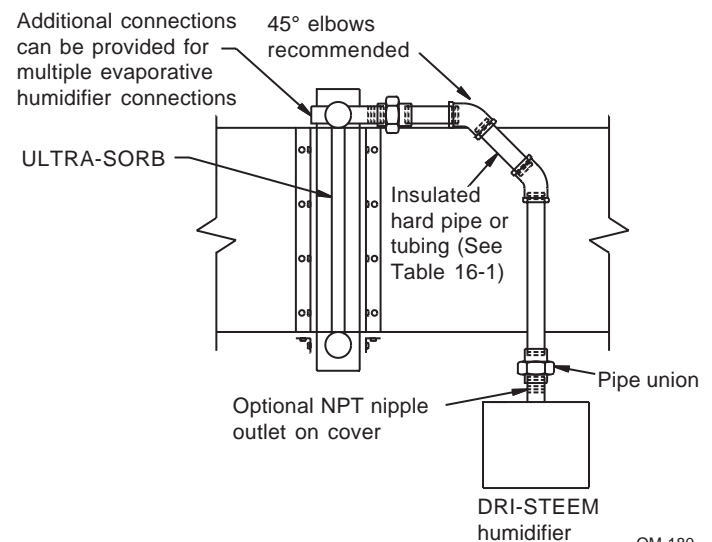 Additional connections
can be provided for
multiple evaporative
humidifier connections
45° elbows
recommended
ULTRA-SORB
Insulated
hard pipe or
tubing (See
Table 16-1)
Pipe union
Optional NPT nipple
outlet on cover
DRI-STEEM
humidifier